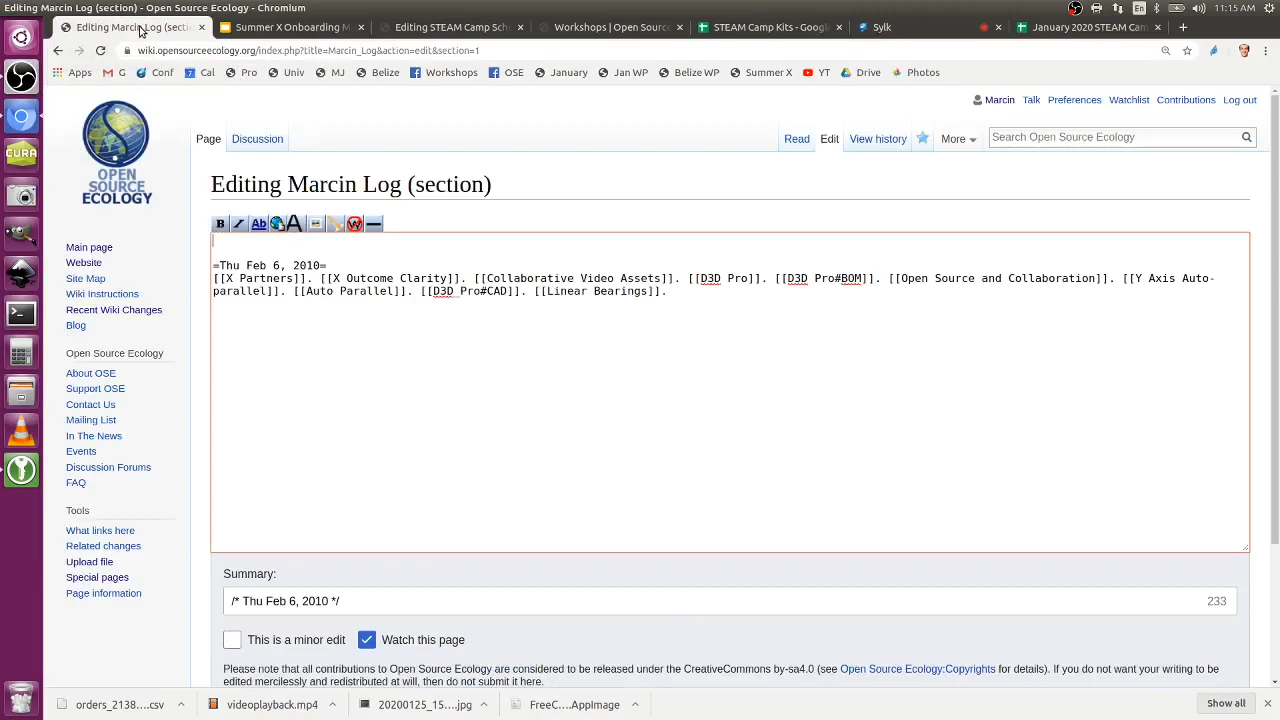 Editing Marcin Log (section) - Open Source Ecology - Chromium
En
11:15 AM
Editing Marcin Log (secti
Summer X Onboarding M
Editing STEAM Camp Sch
Workshops | Open Source
STEAM Camp Kits - Google
Sylk
January 2020 STEAM Cam
wiki.opensourceecology.org/index.php?title=Marcin_Log&action=edit&section=1
Apps
G
Conf
Cal
Pro
Univ
MJ
Belize
Workshops
OSE
January
Jan WP
Belize WP
Summer X
YT
Drive
Photos
Marcin Talk Preferences Watchlist Contributions Log out
OPEN
SOURCE
ECOLOGY
Page Discussion Read Edit View history More Search Open Source Ecology
Editing Marcin Log (section)
B I Ab A W
=Thu Feb 6, 2010=
[[X Partners]]. [[X Outcome Clarity]]. [[Collaborative Video Assets]]. [[D3D Pro]]. [[D3D Pro#BOM]]. [[Open Source and Collaboration]]. [[Y Axis Auto-
parallel]]. [[Auto Parallel]]. [[D3D Pro#CAD]]. [[Linear Bearings]].
Main page
Website
Site Map
Wiki Instructions
Recent Wiki Changes
Blog
Open Source Ecology
About OSE
Support OSE
Contact Us
Mailing List
In The News
Events
Discussion Forums
FAQ
Tools
What links here
Related changes
Upload file
Special pages
Page information
CURA
Summary:
/* Thu Feb 6, 2010 */
233
This is a minor edit
Watch this page
Please note that all contributions to Open Source Ecology are considered to be released under the CreativeCommons by-sa4.0 (see Open Source Ecology:Copyrights for details). If you do not want your writing to be
edited mercilessly and redistributed at will, then do not submit it here.
orders_2138....csv
videoplayback.mp4
20200125_15....jpg
FreeC....AppImage
Show all